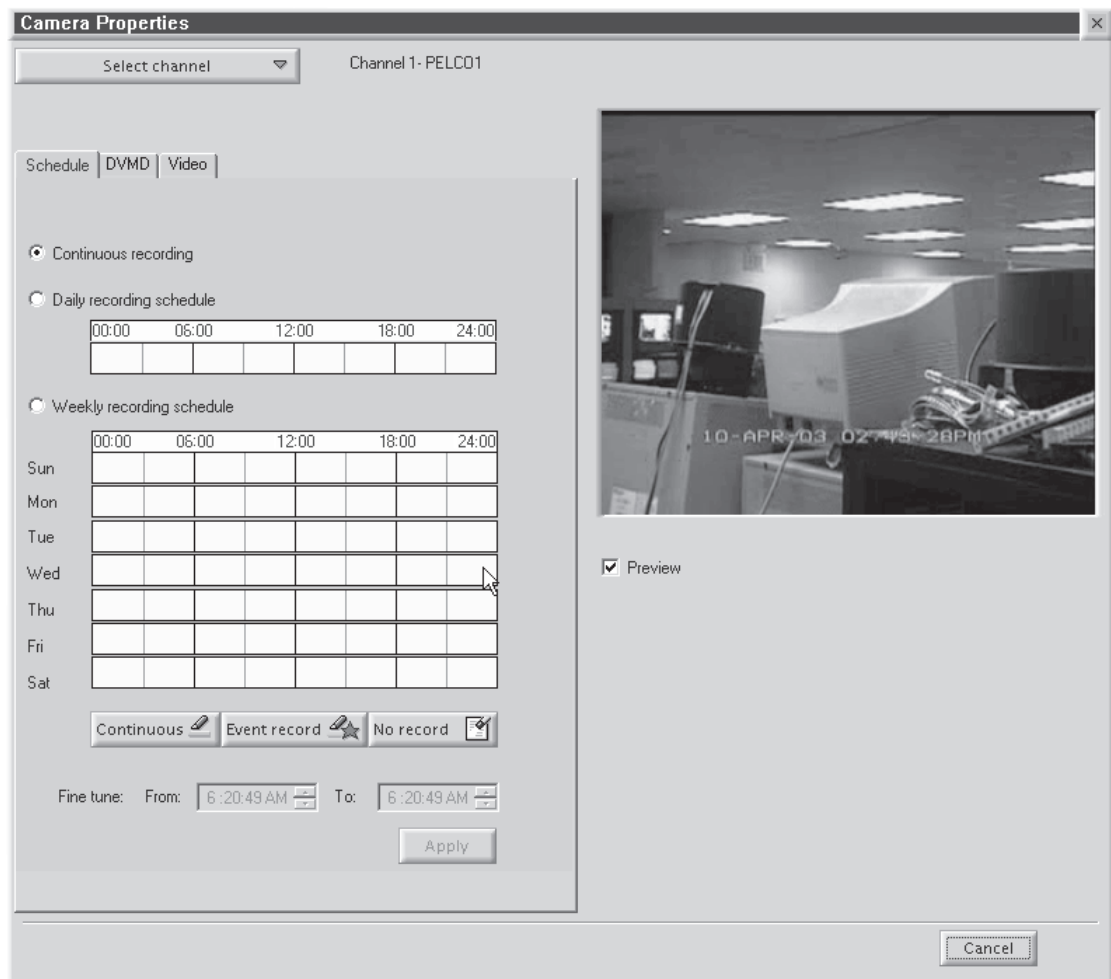 Camera Properties
Select channel
Channel 1- PELCO1
Schedule DVMD Video
Continuous recording
Daily recording schedule
00:00 06:00 12:00 18:00 24:00
Weekly recording schedule
00:00 06:00 12:00 18:00 24:00
Sun
Mon
Tue
Wed
Thu
Fri
Sat
Continuous Event record No record
Fine tune: From: 6:20:49 AM To: 6:20:49 AM
Apply
10-APR-03 02
28PM
Preview
Cancel